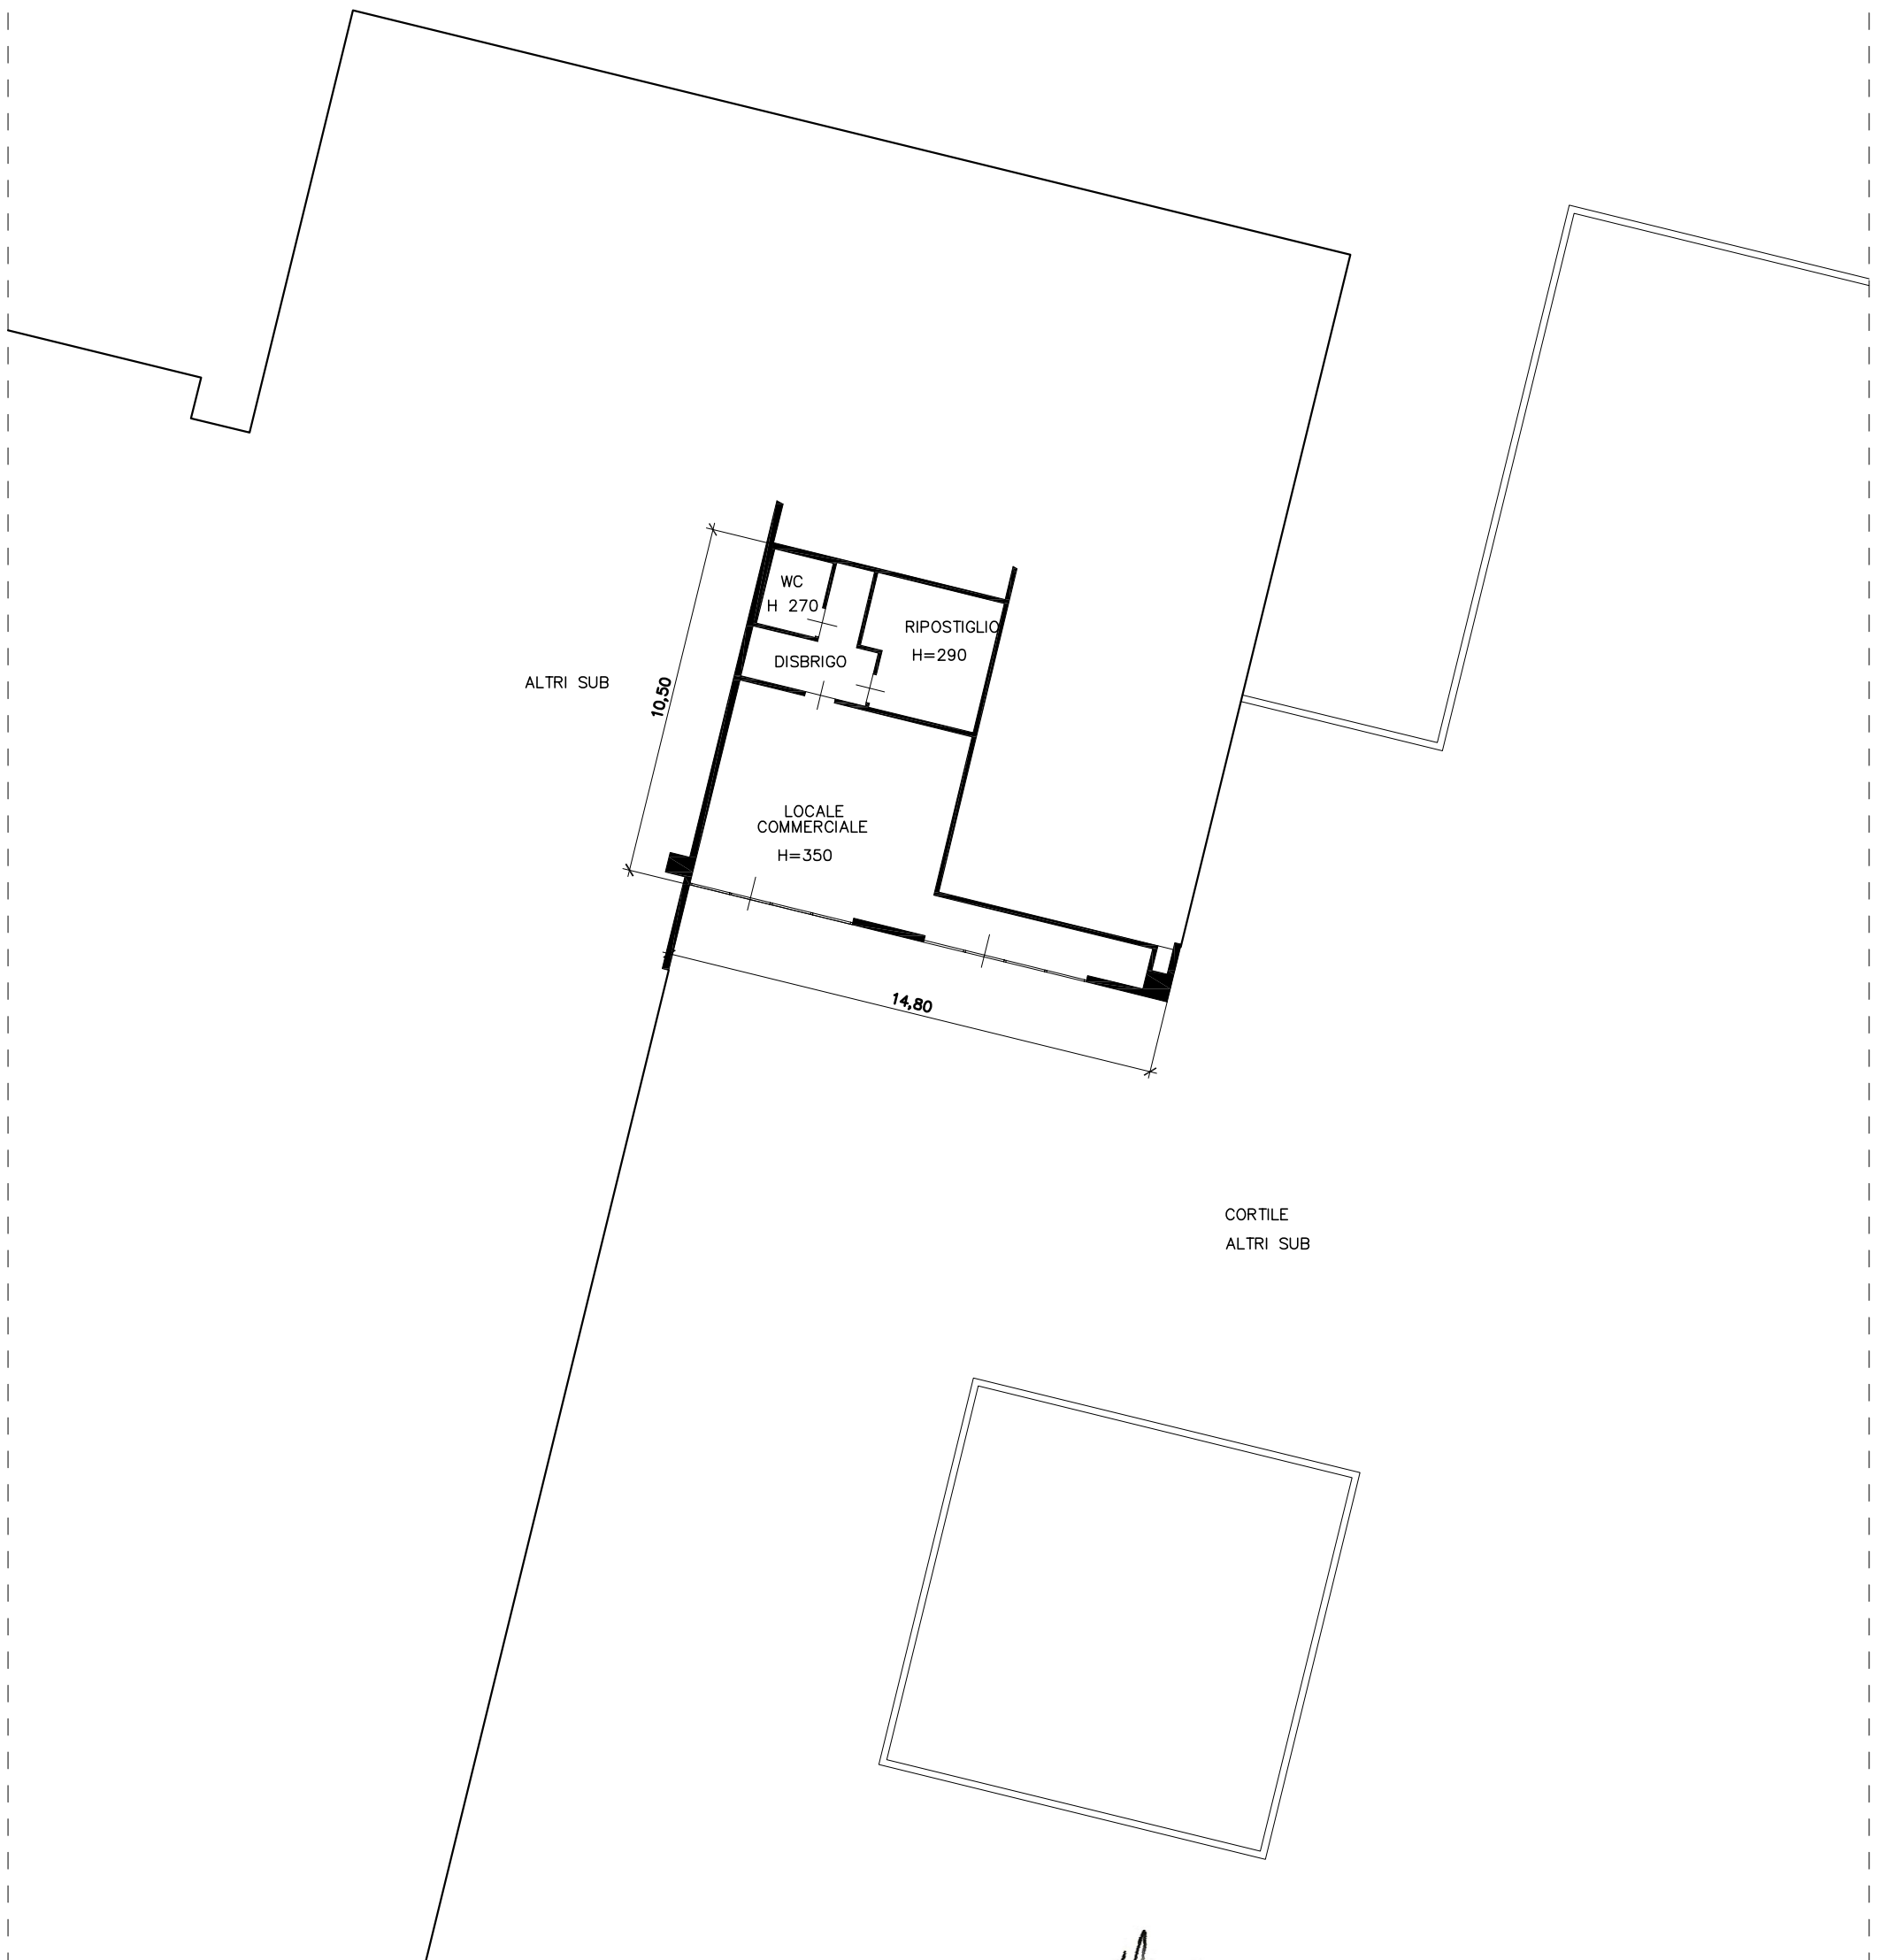 WC
H 270
RIPOSTIGLIO
H=290
DISBRIGO
ALTRI SUB
10,50
LOCALE
COMMERCIALE
H=350
14,80
CORTILE
ALTRI SUB